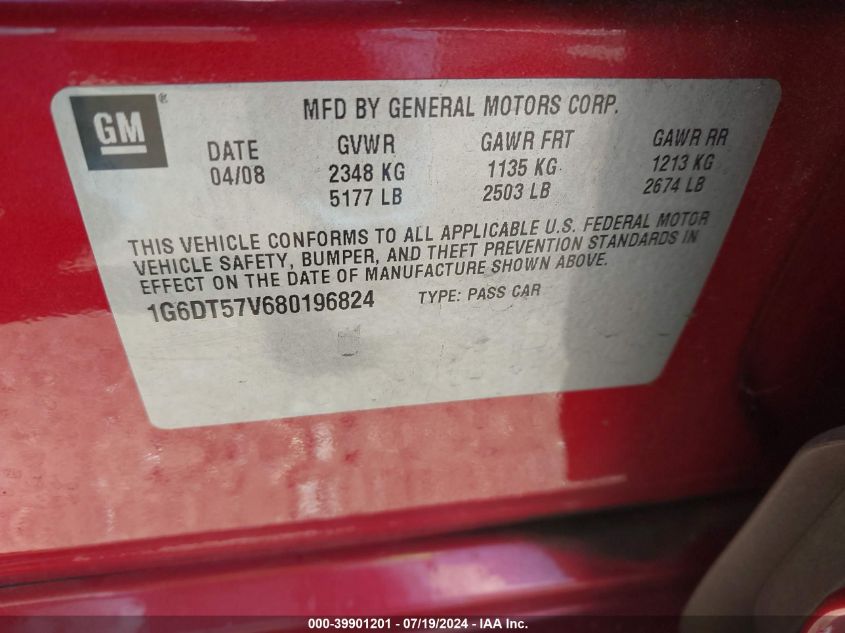 GM®
MFD BY GENERAL MOTORS CORP.
DATE GVWR GAWR FRT GAWR RR
04/08 2348 KG 1135 KG 1213 KG
5177 LB 2503 LB 2674 LB
THIS VEHICLE CONFORMS TO ALL APPLICABLE U.S. FEDERAL MOTOR
VEHICLE SAFETY, BUMPER, AND THEFT PREVENTION STANDARDS IN
EFFECT ON THE DATE OF MANUFACTURE SHOWN ABOVE.
1G6DT57V680196824 TYPE: PASS CAR
000-39901201 - 07/19/2024 - IAA Inc.